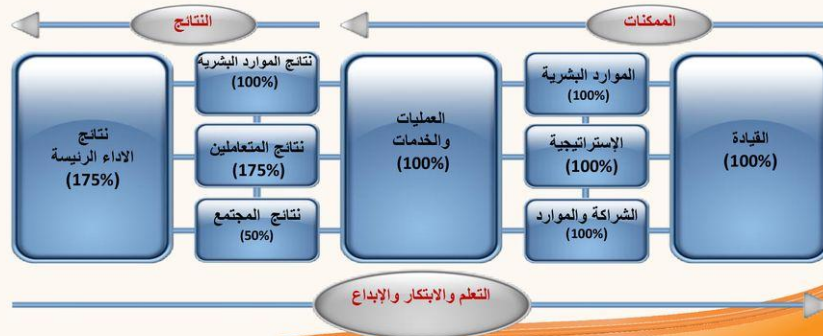 الممكنات
النتائج
القيادة
(100%)
الموارد البشرية
(100%)
الإستراتيجية
(100%)
الشراكة والموارد
(100%)
العمليات
والخدمات
(100%)
نتائج الموارد البشرية
(100%)
نتائج المتعاملين
(175%)
نتائج المجتمع
(50%)
نتائج
الاداء الرئيسة
(175%)
التعلم والابتكار والإبداع